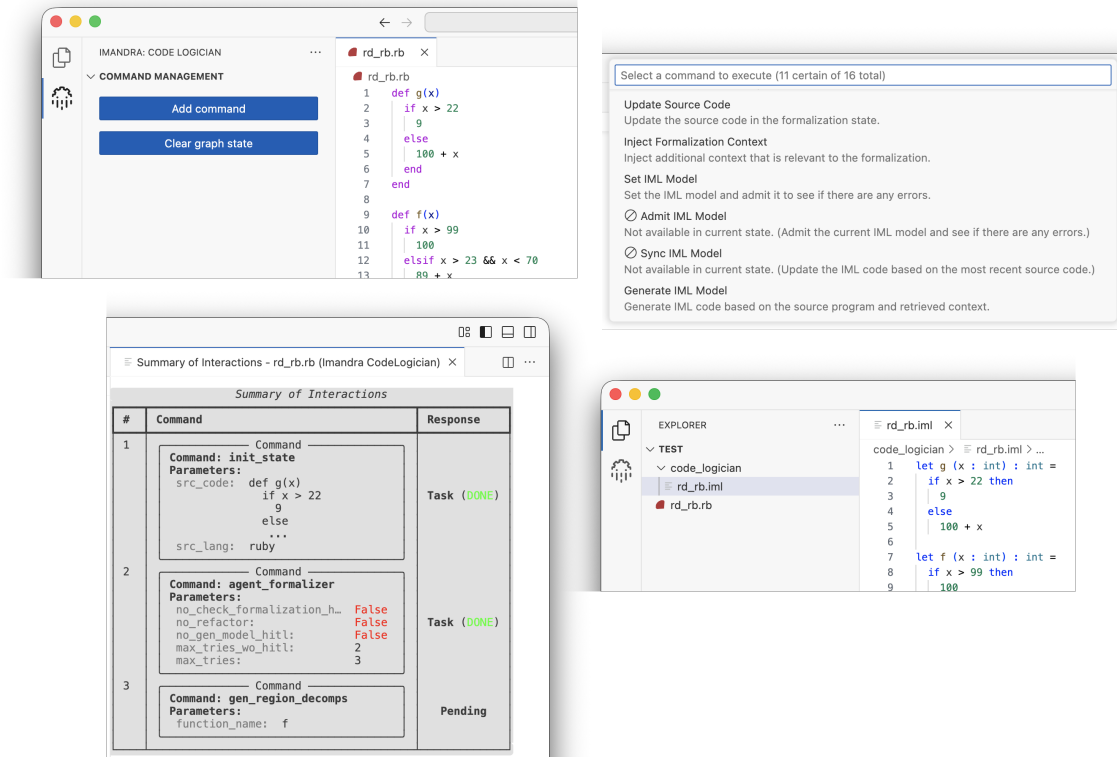 IMANDRA: CODE LOGICIAN
COMMAND MANAGEMENT
Add command
Clear graph state
rd_rb.rb
rd_rb.rb
1 def g(x)
2 if x > 22
3 9
4 else
5 100 + x
6 end
7 end
8
9 def f(x)
10 if x > 99
11 100
12 elsif x > 23 && x < 70
13 89 + x
Select a command to execute (11 certain of 16 total)
Update Source Code
Update the source code in the formalization state.
Inject Formalization Context
Inject additional context that is relevant to the formalization.
Set IML Model
Set the IML model and admit it to see if there are any errors.
Admit IML Model
Not available in current state. (Admit the current IML model and see if there are any errors.)
Sync IML Model
Not available in current state. (Update the IML code based on the most recent source code.)
Generate IML Model
Generate IML code based on the source program and retrieved context.
Summary of Interactions - rd_rb.rb (Imandra CodeLogician)
Summary of Interactions
# Command Response
1 Command
Command: init_state
Parameters:
src_code: def g(x)
if x > 22 Task (DONE)
9
else
...
src_lang: ruby
2 Command
Command: agent_formalizer
Parameters:
no_check_formalization_h… False
no_refactor: False Task (DONE)
no_gen_model_hitl: False
max_tries_wo_hitl: 2
max_tries: 3
3 Command
Command: gen_region_decomps
Parameters: Pending
function_name: f
EXPLORER
TEST
code_logician
rd_rb.iml
rd_rb.rb
rd_rb.iml
code_logician > rd_rb.iml > ...
1 let g (x : int) : int =
2 if x > 22 then
3 9
4 else
5 100 + x
6
7 let f (x : int) : int =
8 if x > 99 then
9 100